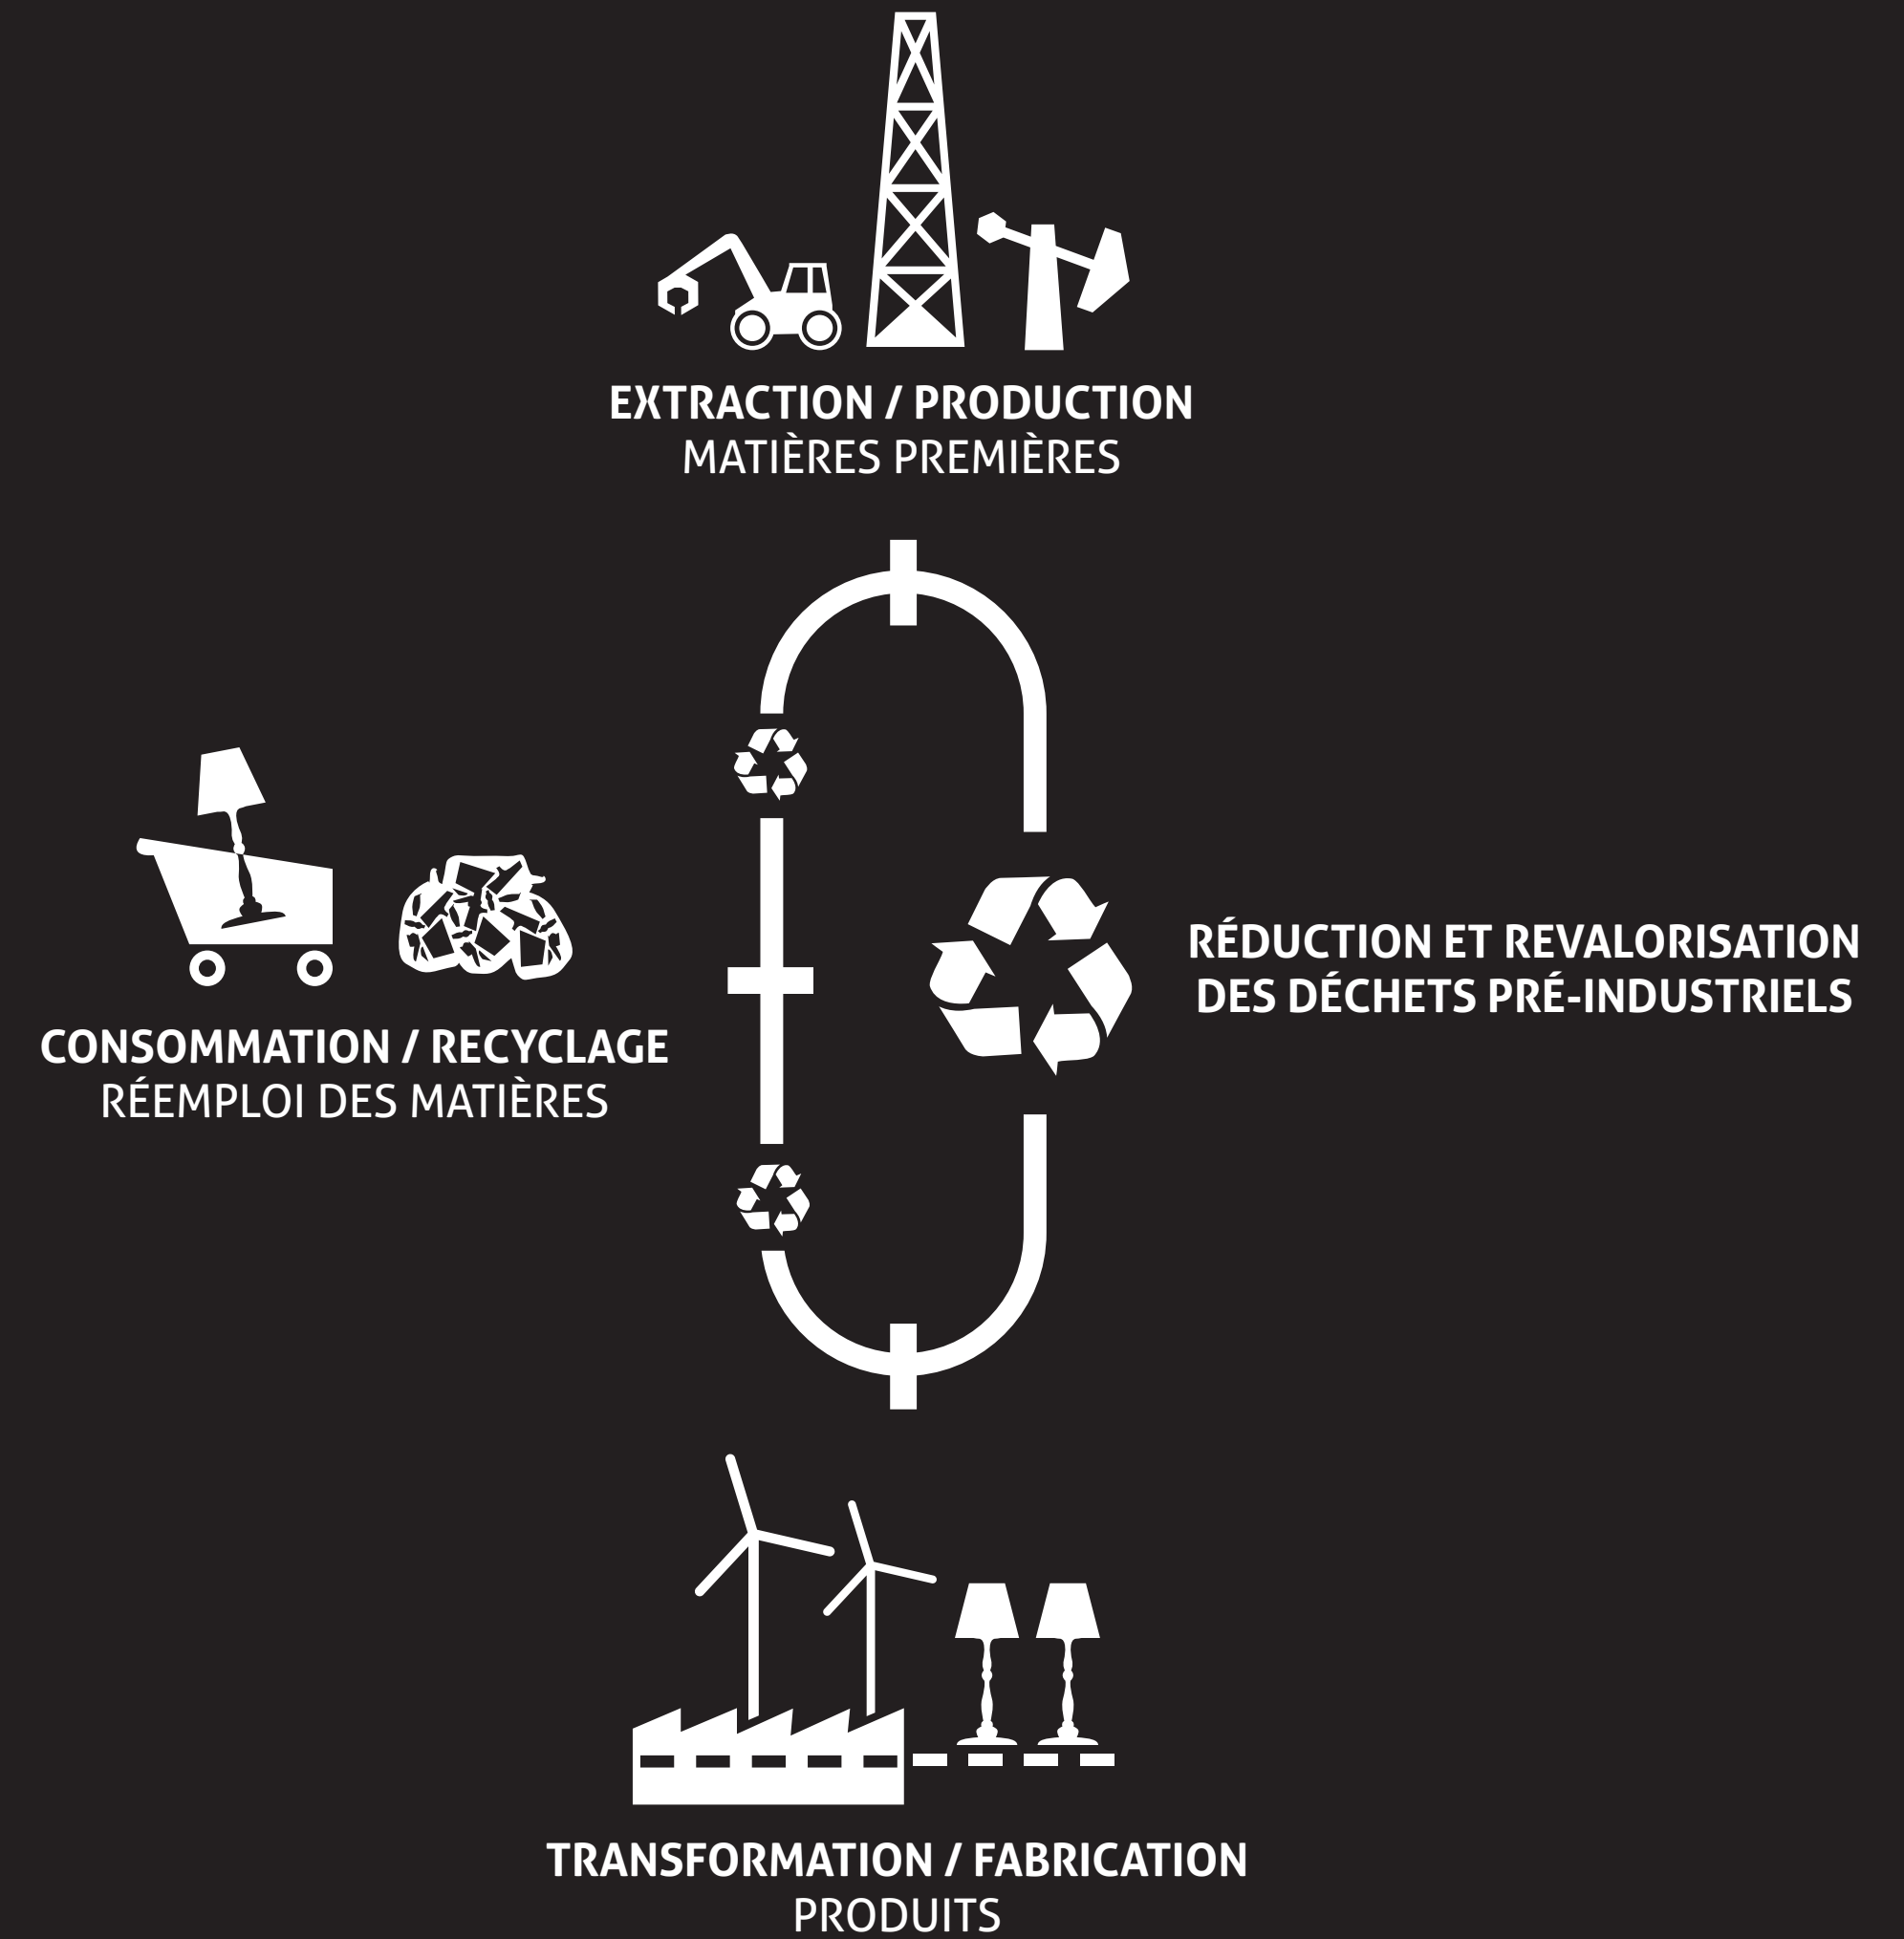 EXTRACTION / PRODUCTION
MATIÈRES PREMIÈRES
RÉDUCTION ET REVALORISATION
DES DÉCHETS PRÉ-INDUSTRIELS
CONSOMMATION / RECYCLAGE
RÉEMPLOI DES MATIÈRES
TRANSFORMATION / FABRICATION
PRODUITS